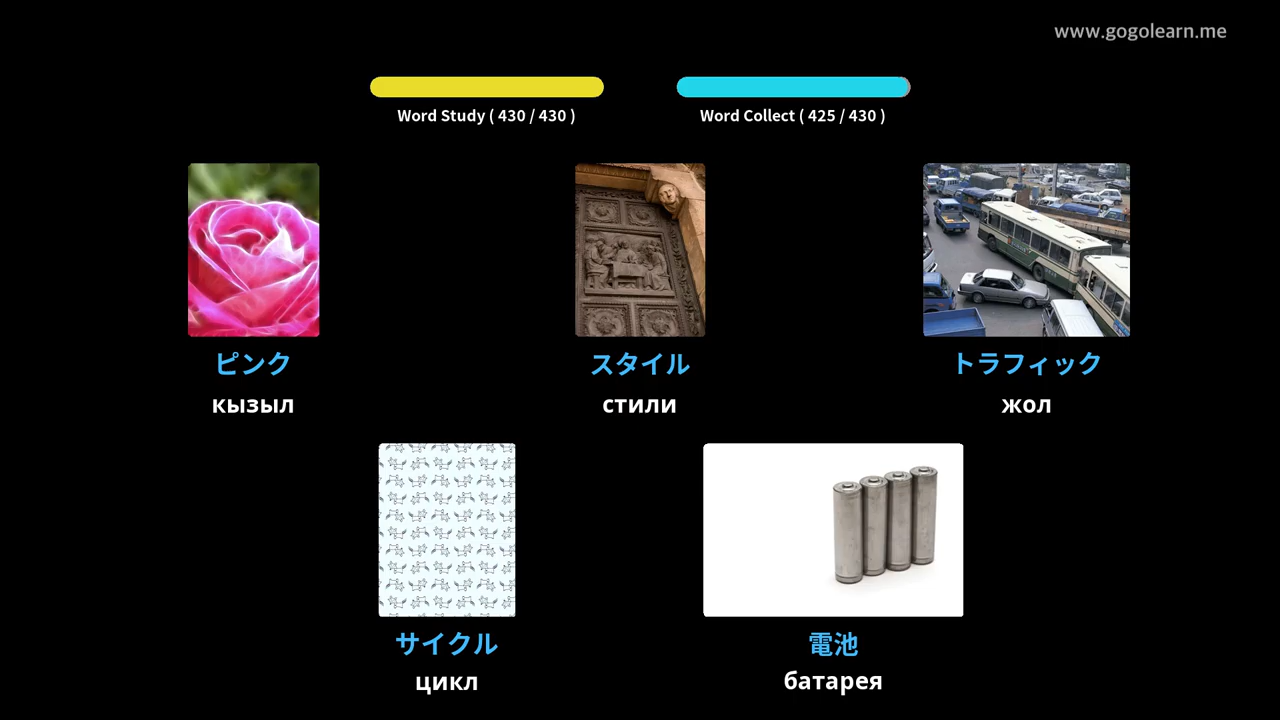 www.gogolearn.me
Word Study ( 430 / 430 )
Word Collect ( 425 / 430 )
ピンク
スタイル
トラフィック
кызыл
стили
жол
サイクル
電池
цикл
батарея